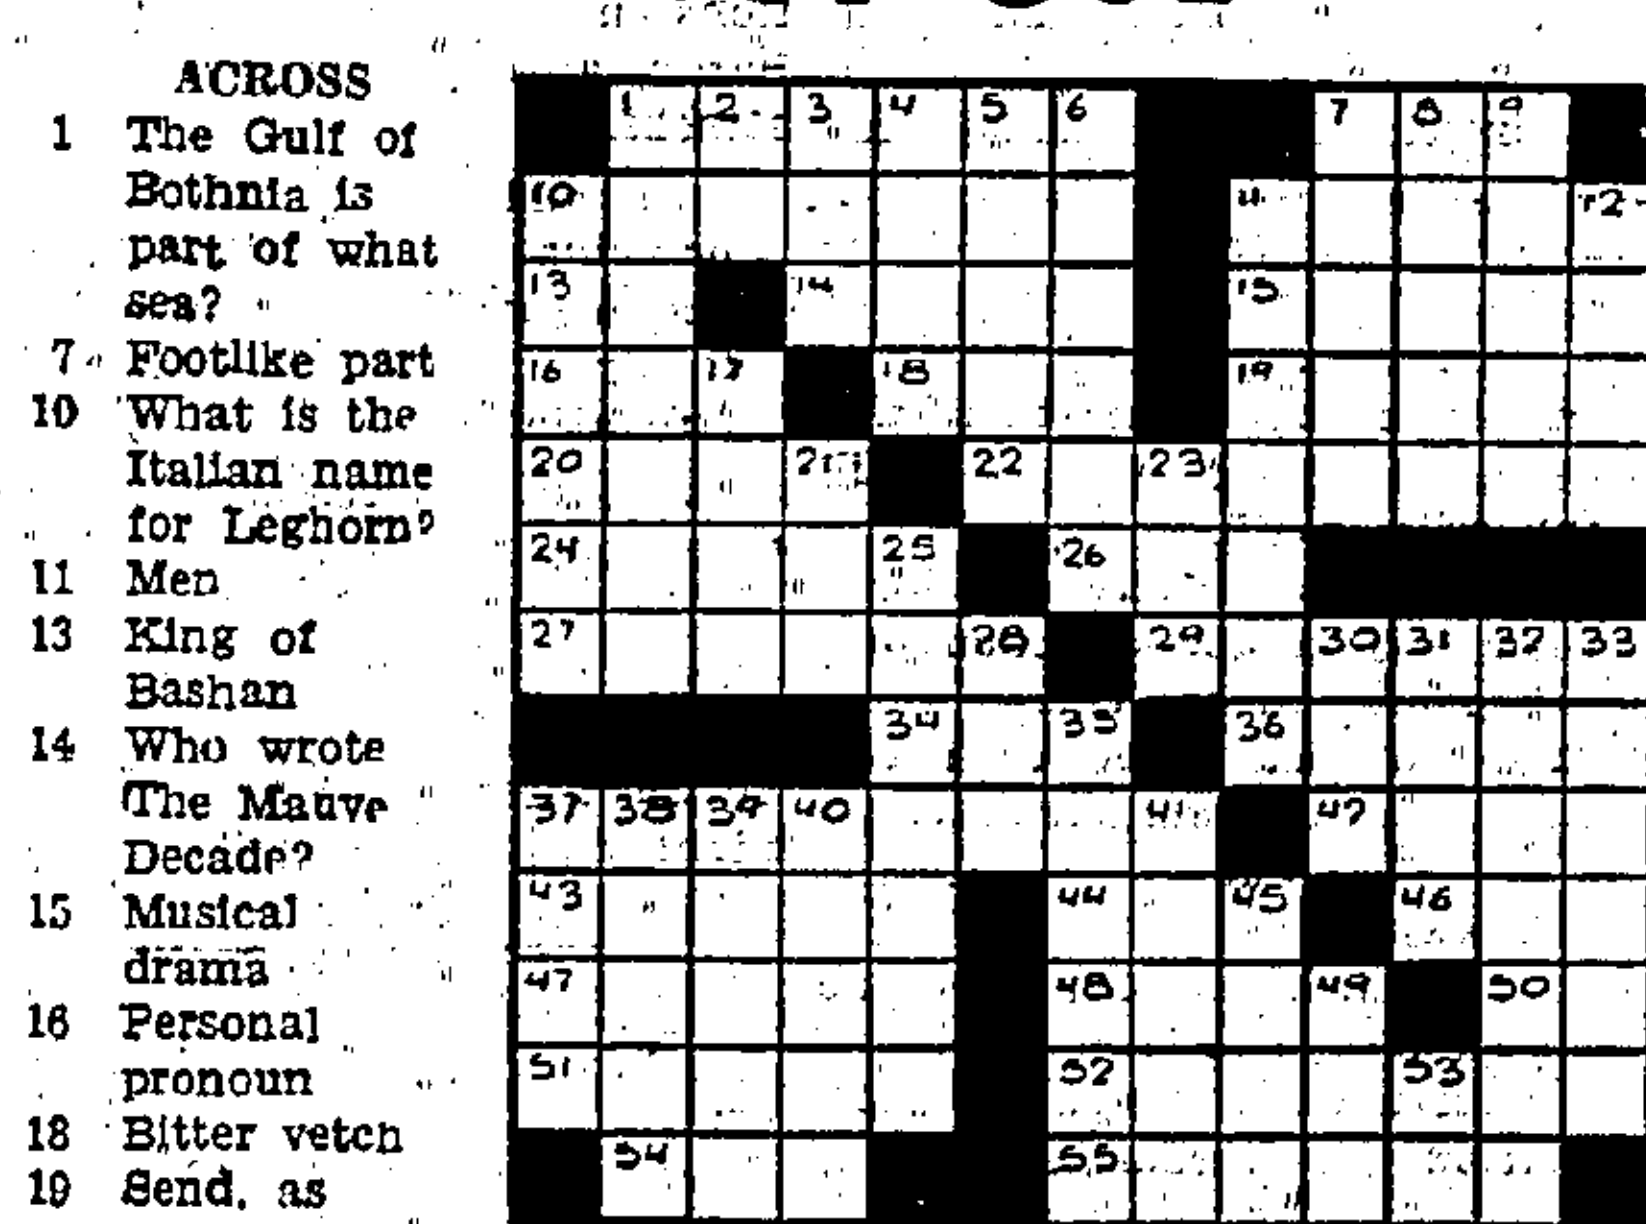 ACROSS
1 The Gulf of
Bothnia is
part of what
sea?
7 Footlike part
10 What is the
Italian name
for Leghorn?
11 Men
13 King of
Bashan
14 Who wrote
The Mauve
Decade?
15 Musical
drama
16 Personal
pronoun
18 Bitter vetch
19 Send, as
1 2 3 4 5 6 7 8 9
10 11 12
13 14 15
16 17 18 19
20 21 22 23
24 25 26
27 28 29 30 31 32 33
34 35 36
37 38 39 40 41 42
43 44 45 46
47 48 49 50
51 52 53
54 55